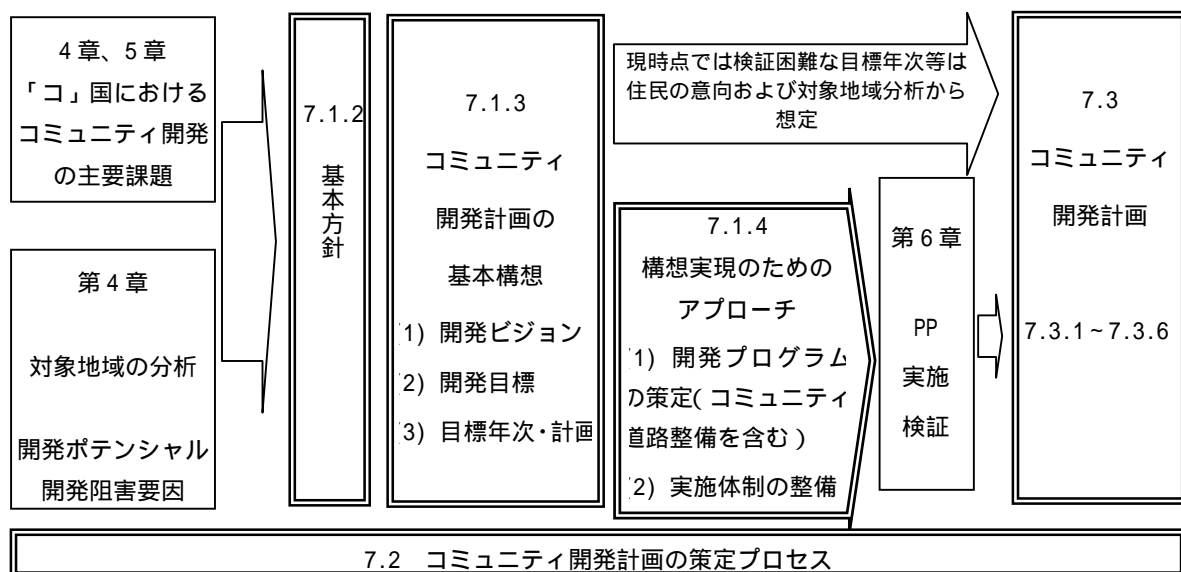 4 章、5 章
「コ」国における
コミュニティ開発
の主要課題
第 4 章
対象地域の分析
開発ポテンシャル
開発阻害要因
7.1.2
基本方針
7.1.3
コミュニティ
開発計画の
基本構想
1) 開発ビジョン
2) 開発目標
3) 目標年次・計画
現時点では検証困難な目標年次等は
住民の意向および対象地域分析から
想定
7.1.4
構想実現のための
アプローチ
1) 開発プログラム
の策定(コミュニティ
道路整備を含む)
2) 実施体制の整備
第 6 章
PP
実施
検証
7.3
コミュニティ
開発計画
7.3.1~7.3.6
7.2 コミュニティ開発計画の策定プロセス